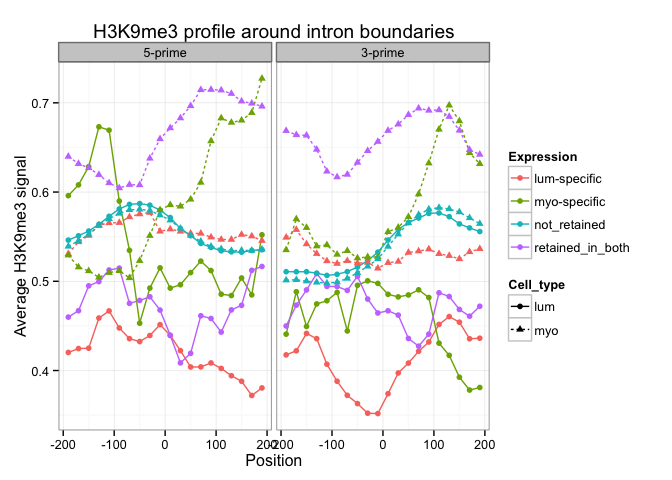 H3K9me3 profile around intron boundaries
5-prime 3-prime
Average H3K9me3 signal
0.7
0.6
0.5
0.4
-200 -100 0 100 200 -200 -100 0 100 200
Position
Expression
lum-specific
myo-specific
not_retained
retained_in_both
Cell_type
lum
myo